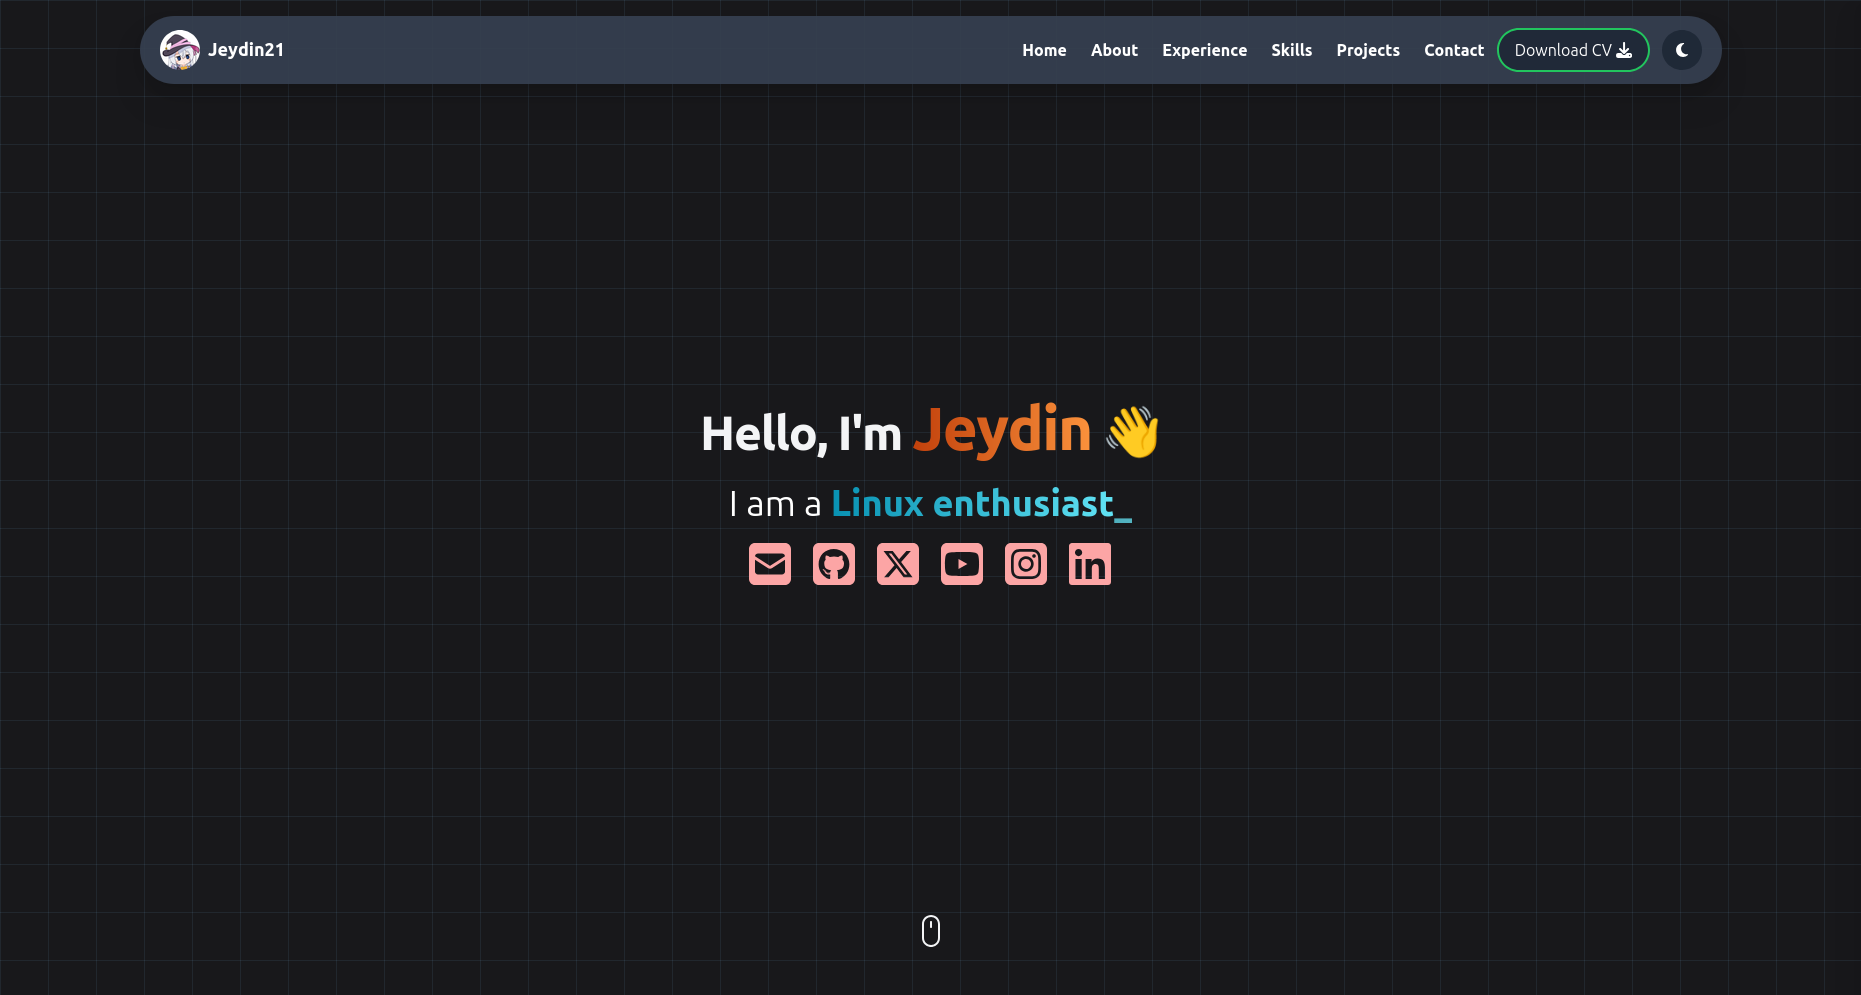 Jeydin21
Home About Experience Skills Projects Contact Download CV
Hello, I'm Jeydin 👋
I am a Linux enthusiast_